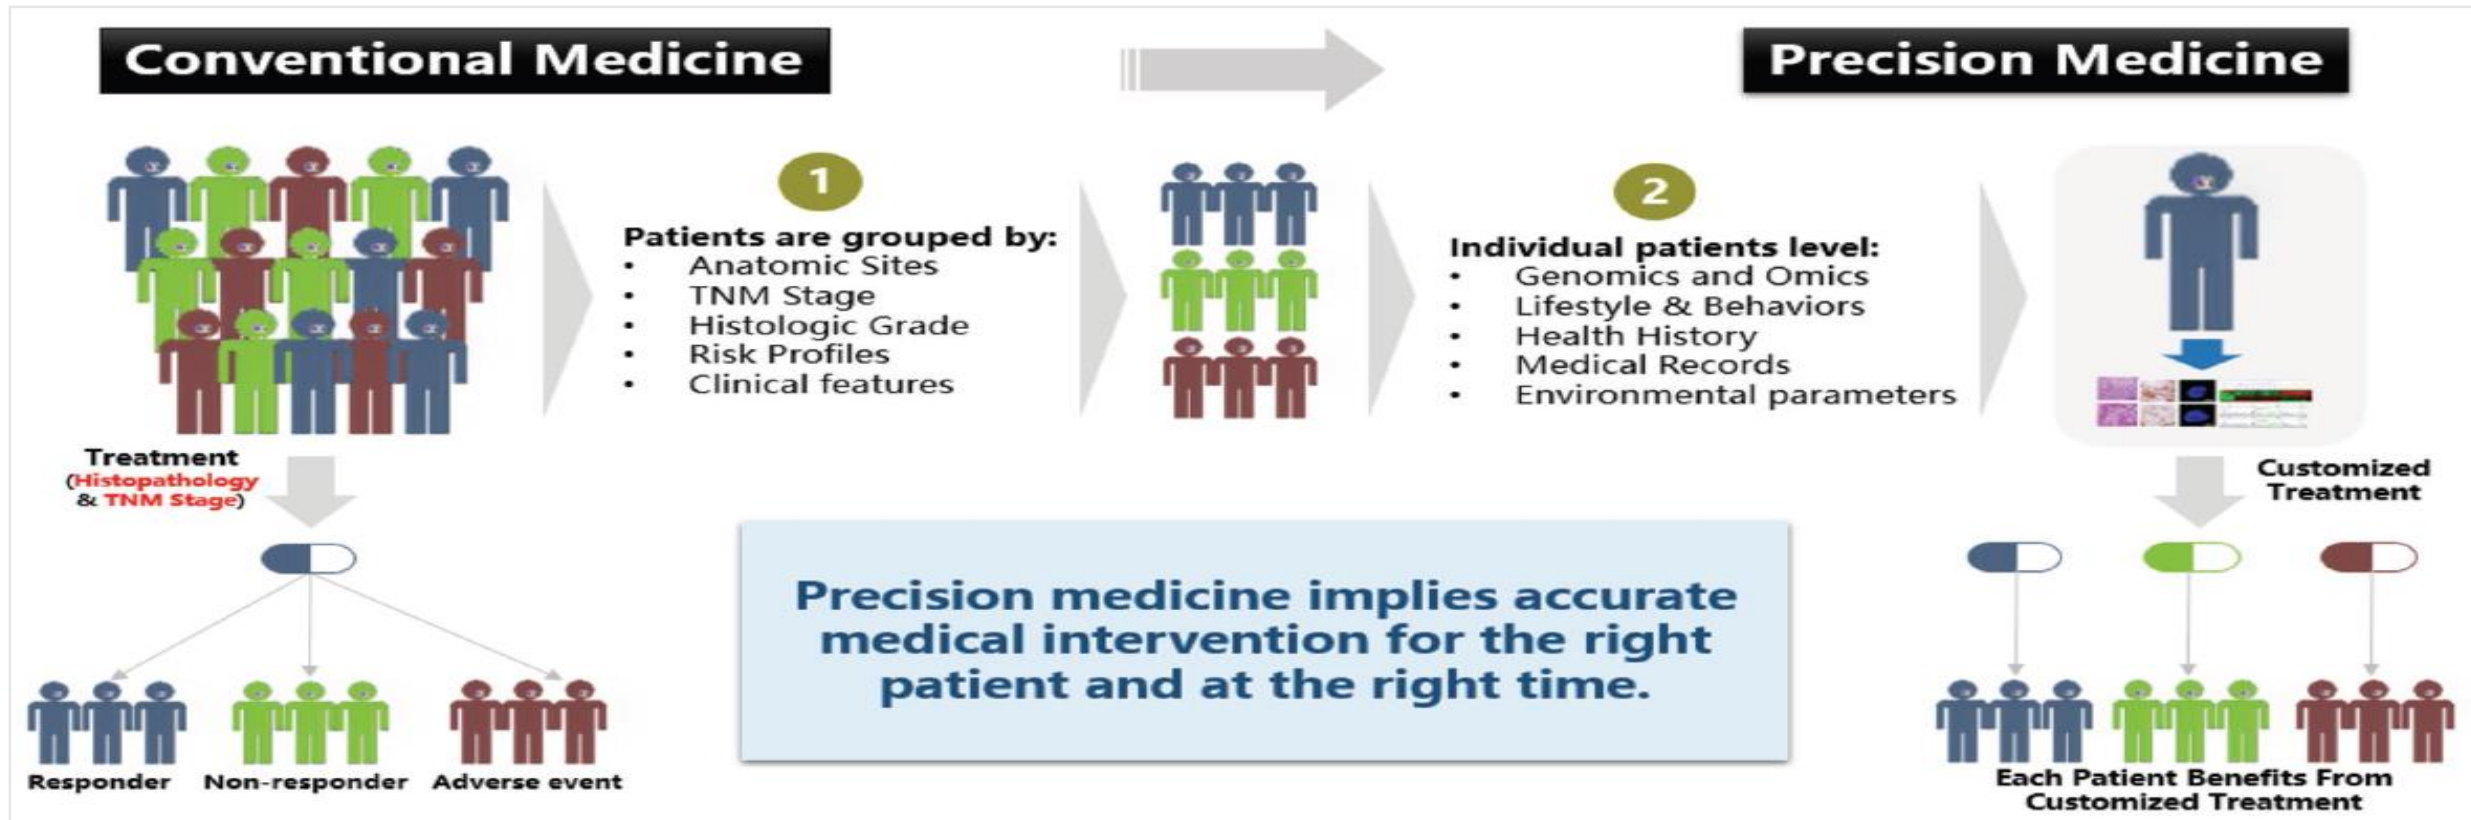 Conventional Medicine
Precision Medicine
1
Patients are grouped by:
• Anatomic Sites
• TNM Stage
• Histologic Grade
• Risk Profiles
• Clinical features
2
Individual patients level:
• Genomics and Omics
• Lifestyle & Behaviors
• Health History
• Medical Records
• Environmental parameters
Treatment
(Histopathology
& TNM Stage)
Customized
Treatment
Precision medicine implies accurate
medical intervention for the right
patient and at the right time.
Responder
Non-responder
Adverse event
Each Patient Benefits From
Customized Treatment